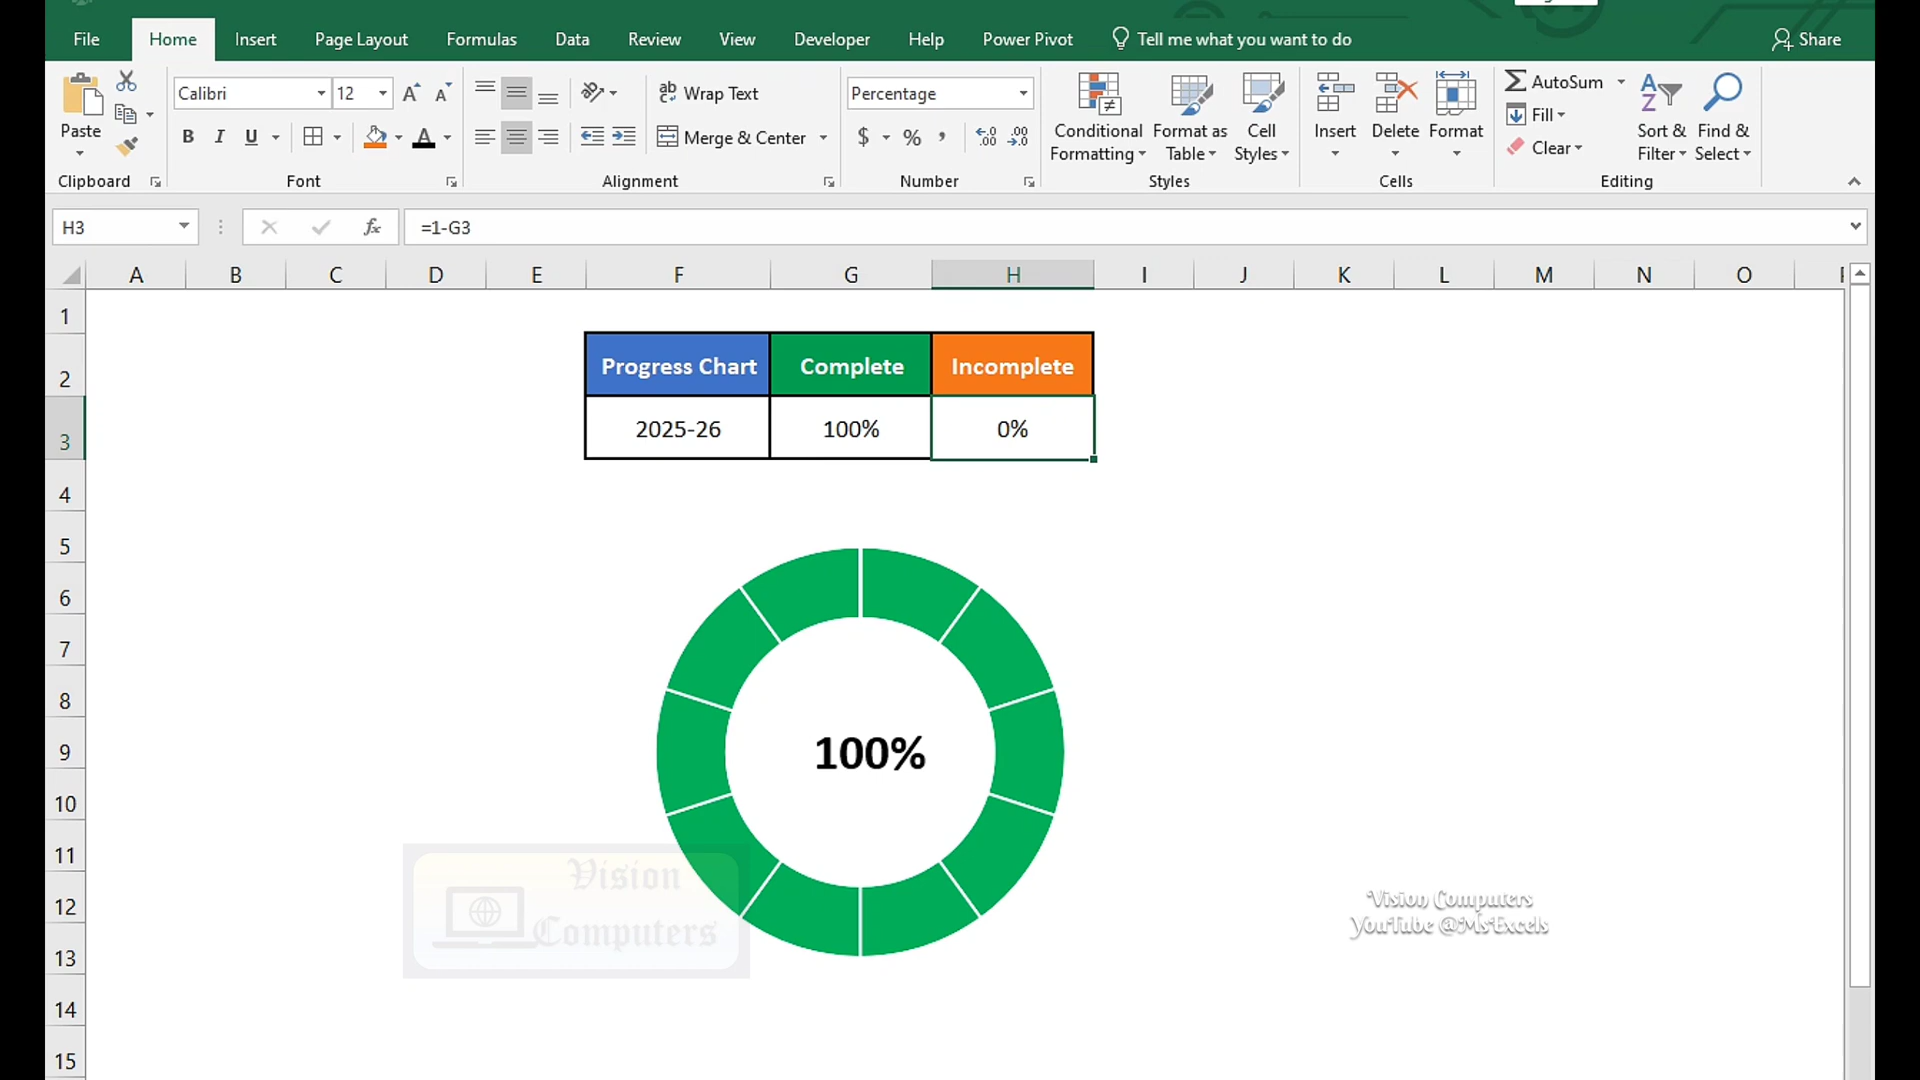 File Home Insert Page Layout Formulas Data Review View Developer Help Power Pivot Tell me what you want to do Share
Calibri 12 Wrap Text Percentage AutoSum
Paste Conditional Format as Cell Insert Delete Format Fill Sort & Find &
B I U A Merge & Center $ % , Formatting Table Styles Clear Filter Select
Clipboard Font Alignment Number Styles Cells Editing
H3 fx =1-G3
A B C D E F G H I J K L M N O
1
2 Progress Chart Complete Incomplete
3 2025-26 100% 0%
4
5
6
7
8
9 100%
10
11 Vision
12 Computers Vision Computers
YouTube @MsExcels
13
14
15